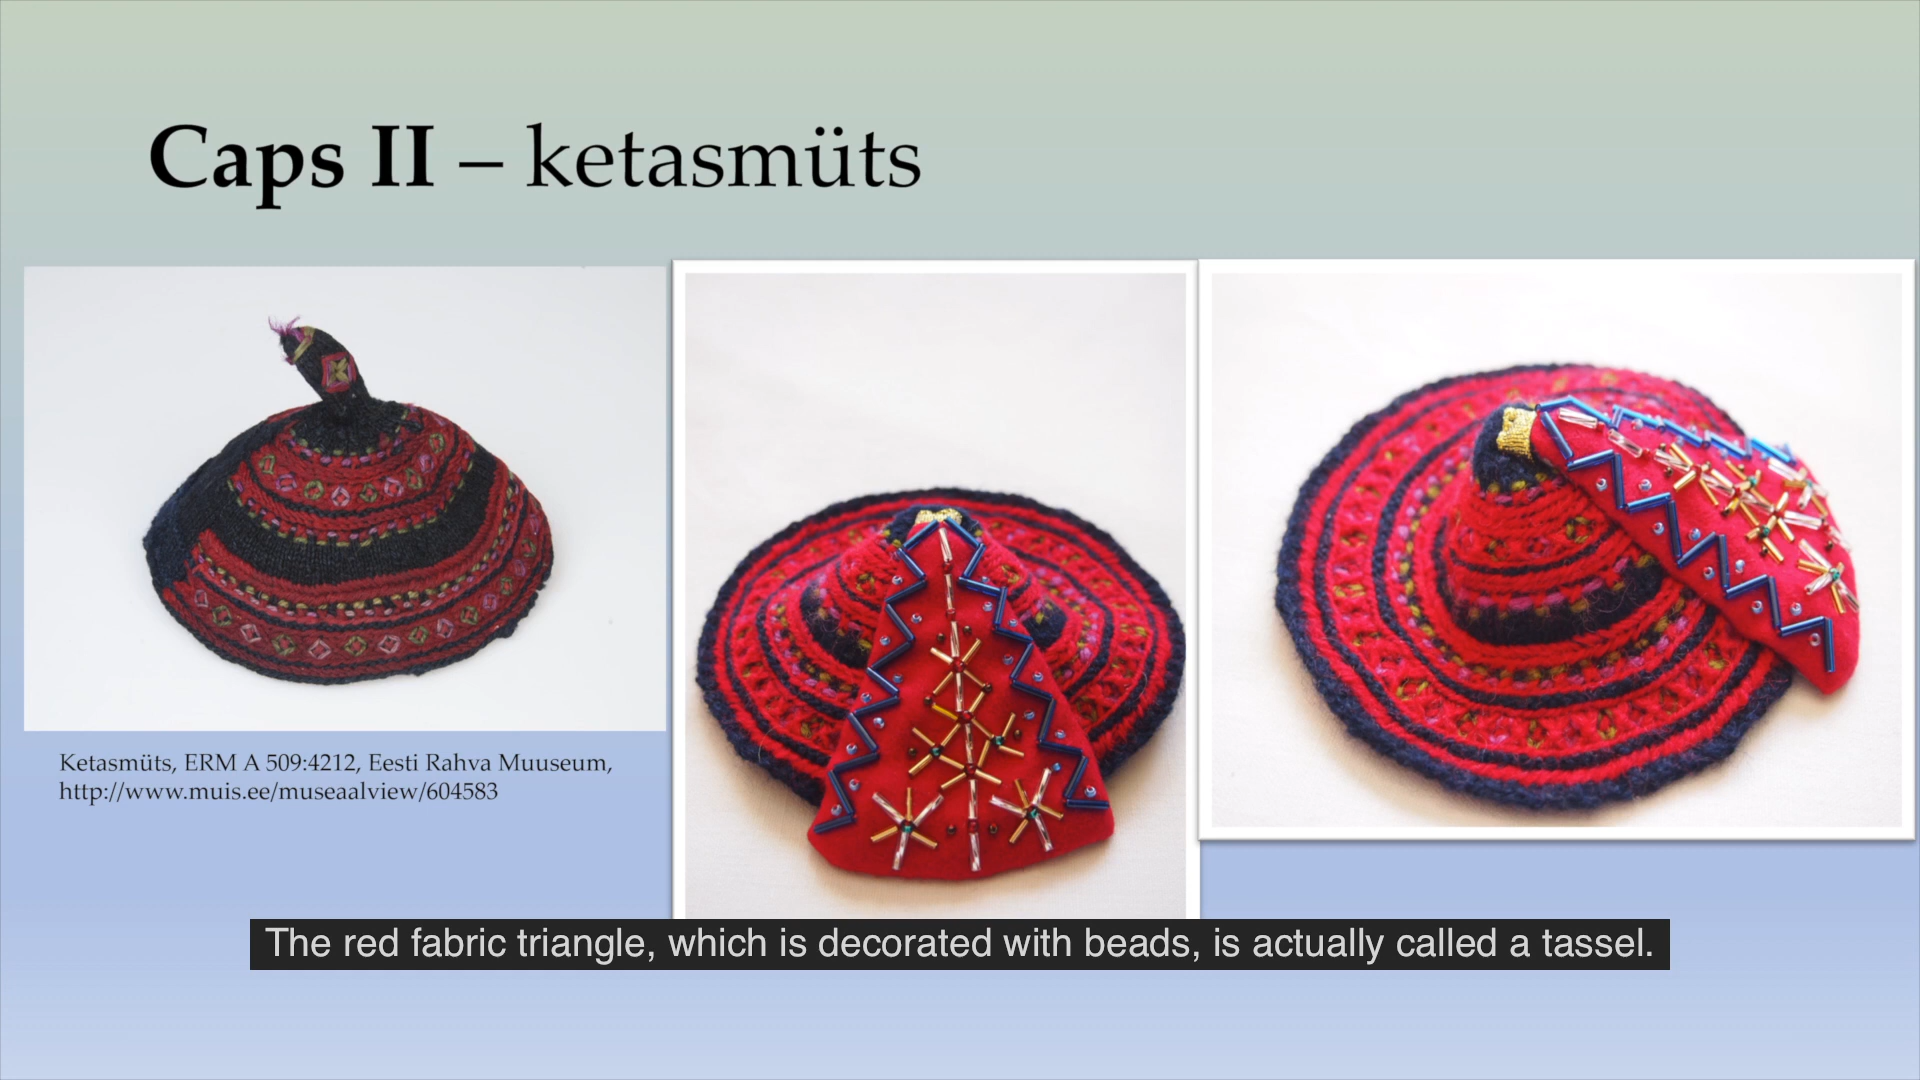 Caps II – ketasmüts
Ketasmüts, ERM A 509:4212, Eesti Rahva Muuseum,
http://www.muis.ee/museaalview/604583
The red fabric triangle, which is decorated with beads, is actually called a tassel.